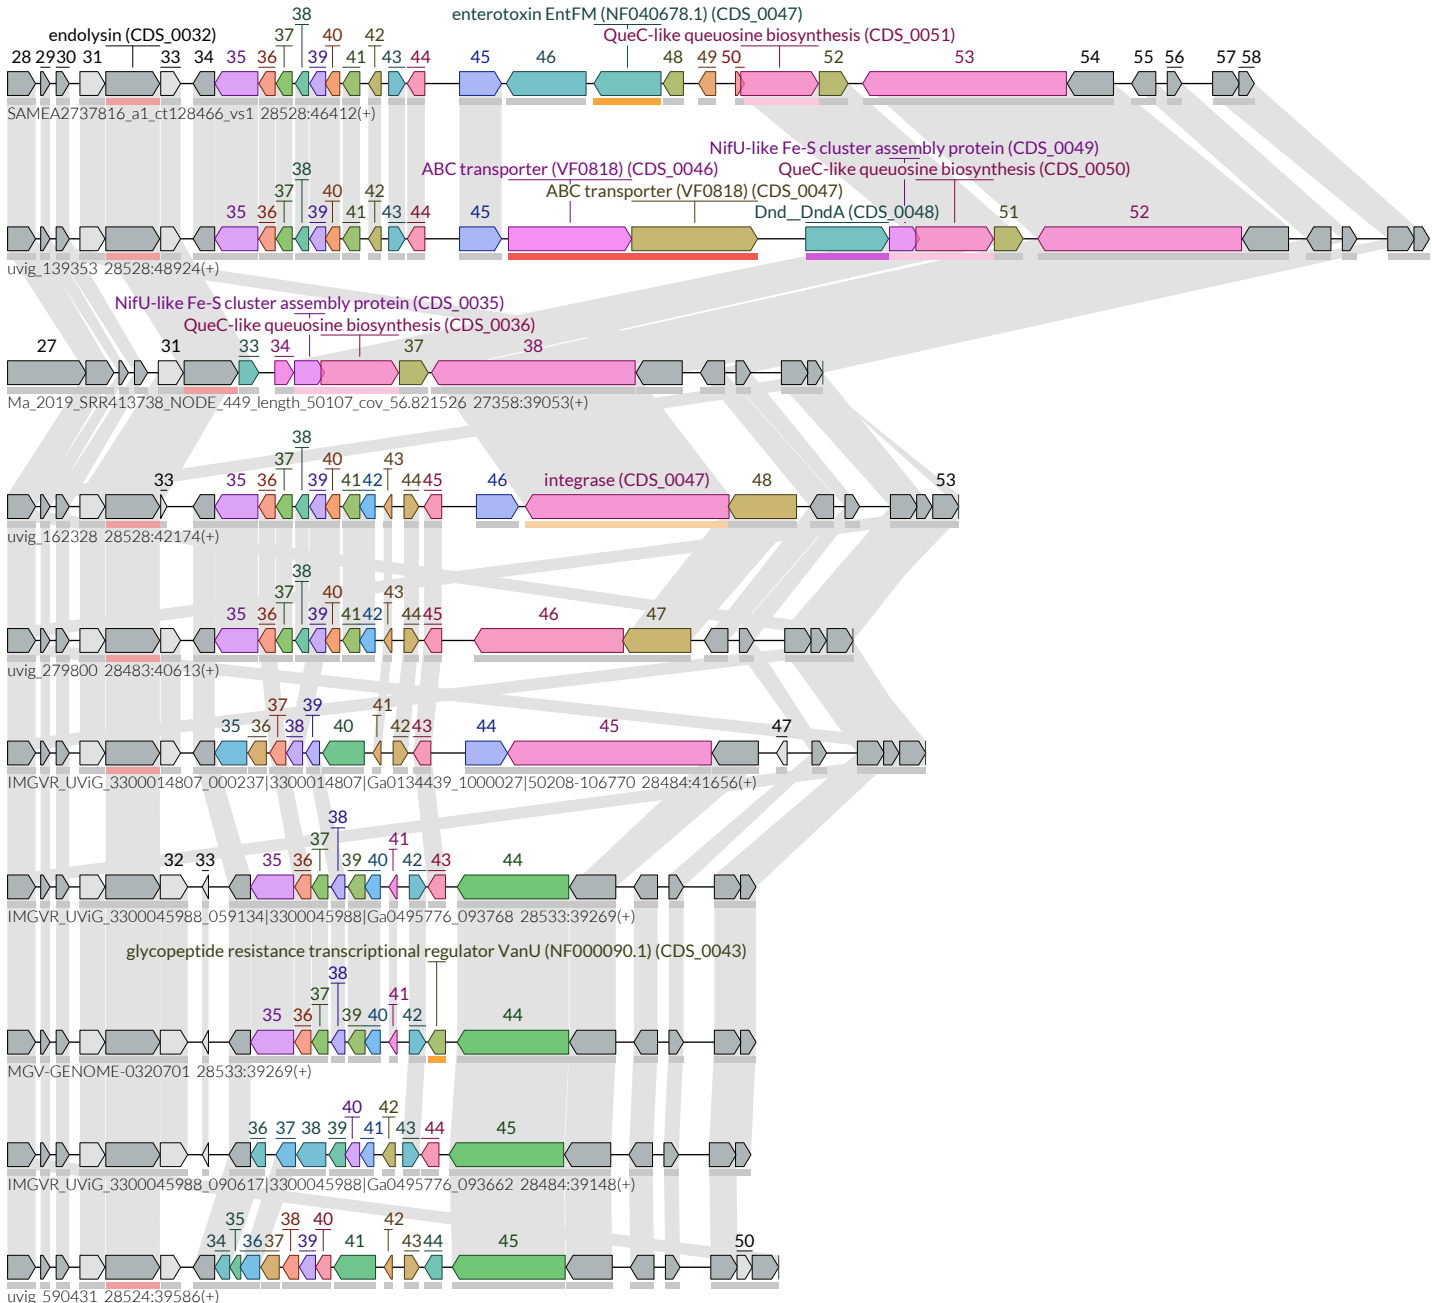 38
enterotoxin EntFM (NF040678.1) (CDS_0047)
endolysin (CDS_0032) 37 40 42 QueC-like queuosine biosynthesis (CDS_0051)
28 29 30 31 33 34 35 36 39 41 43 44 45 46 48 49 50 52 53 54 55 56 57 58
SAMEA2737816_a1_ct128466_vs1 28528:46412(+)
NifU-like Fe-S cluster assembly protein (CDS_0049)
38 ABC transporter (VF0818) (CDS_0046) QueC-like queuosine biosynthesis (CDS_0050)
37 40 42 ABC transporter (VF0818) (CDS_0047)
35 36 39 41 43 44 45 Dnd__DndA (CDS_0048) 51 52
uvig_139353 28528:48924(+)
NifU-like Fe-S cluster assembly protein (CDS_0035)
QueC-like queuosine biosynthesis (CDS_0036)
27 31 33 34 37 38
Ma_2019_SRR413738_NODE_449_length_50107_cov_56.821526 27358:39053(+)
38
37 40 43
33 35 36 39 41 42 44 45 46 integrase (CDS_0047) 48 53
uvig_162328 28528:42174(+)
38
37 40 43
35 36 39 41 42 44 45 46 47
uvig_279800 28483:40613(+)
37 39 41
35 36 38 40 42 43 44 45 47
IMGVR_UViG_3300014807_000237|3300014807|Ga0134439_1000027|50208-106770 28484:41656(+)
38
37 41
32 33 35 36 39 40 42 43 44
IMGVR_UViG_3300045988_059134|3300045988|Ga0495776_093768 28533:39269(+)
glycopeptide resistance transcriptional regulator VanU (NF000090.1) (CDS_0043)
38
37 41
35 36 39 40 42 44
MGV-GENOME-0320701 28533:39269(+)
40 42
36 37 38 39 41 43 44 45
IMGVR_UViG_3300045988_090617|3300045988|Ga0495776_093662 28484:39148(+)
35 38 40 42
34 36 37 39 41 43 44 45 50
uvig_590431 28524:39586(+)